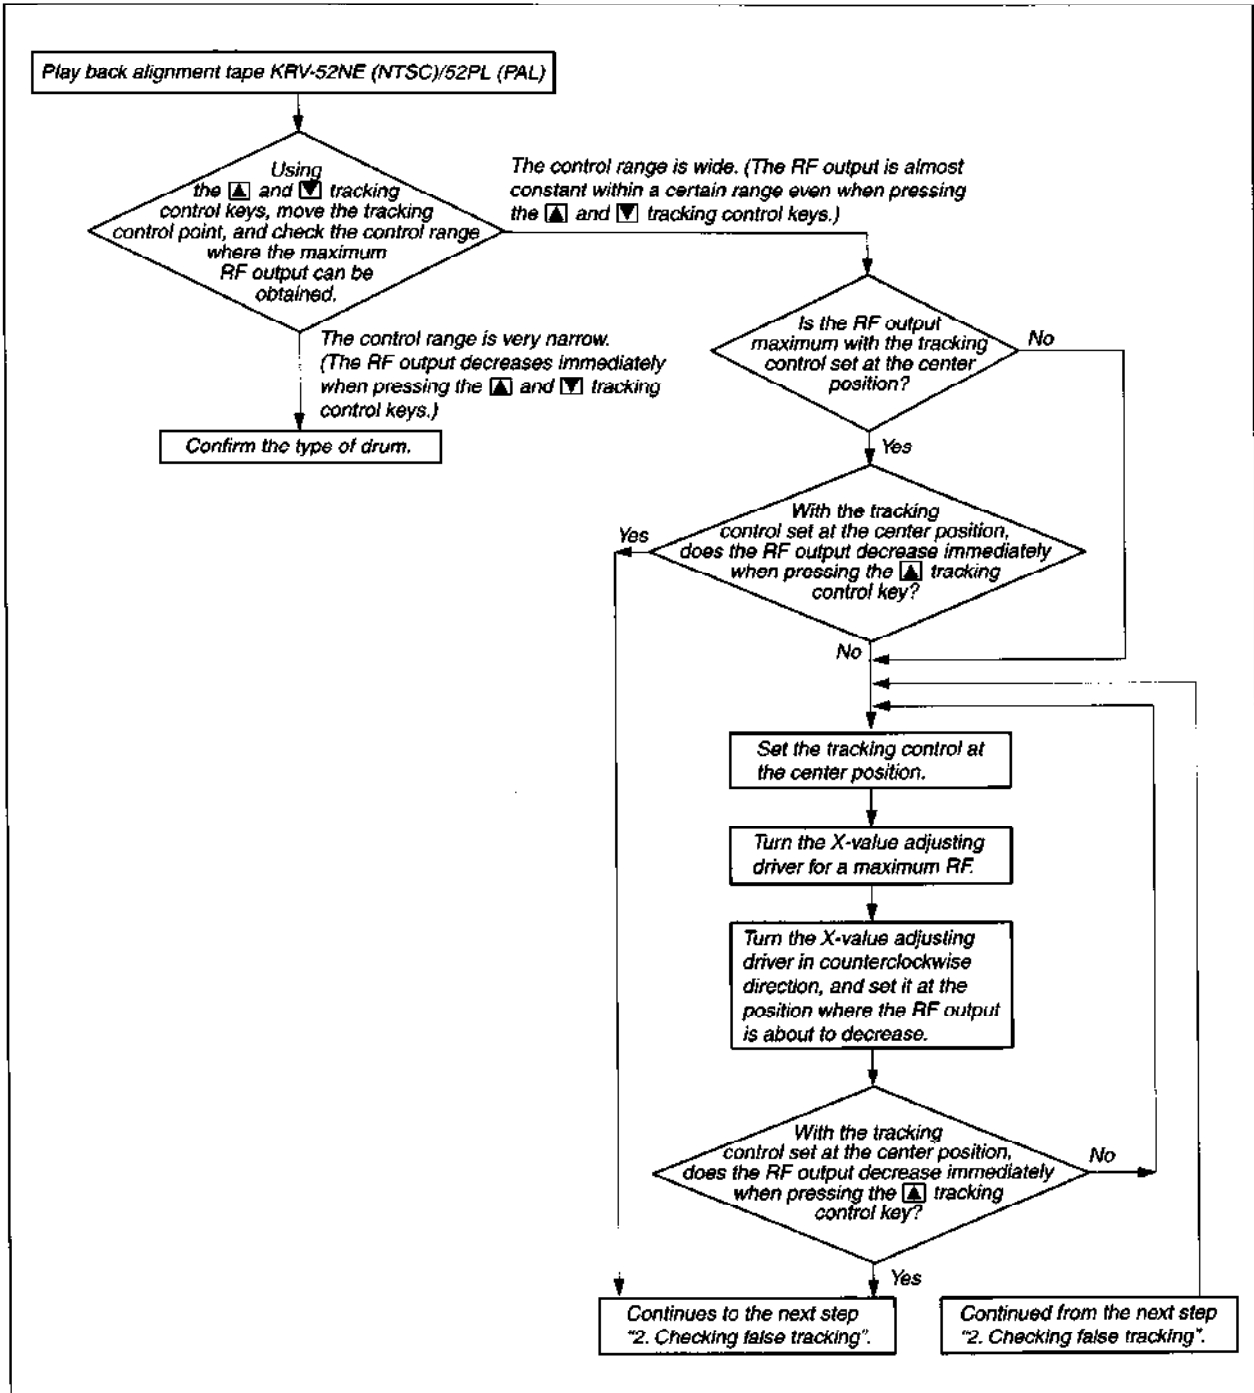 Play back alignment tape KRV-52NE (NTSC)/52PL (PAL)
Using
the ▲ and ▼ tracking
control keys, move the tracking
control point, and check the control range
where the maximum
RF output can be
obtained.
The control range is wide. (The RF output is almost
constant within a certain range even when pressing
the ▲ and ▼ tracking control keys.)
The control range is very narrow.
(The RF output decreases immediately
when pressing the ▲ and ▼ tracking
control keys.)
Confirm the type of drum.
Is the RF output
maximum with the tracking
control set at the center
position?
No
Yes
With the tracking
control set at the center position,
does the RF output decrease immediately
when pressing the ▲ tracking
control key?
Yes
No
Set the tracking control at
the center position.
Turn the X-value adjusting
driver for a maximum RF.
Turn the X-value adjusting
driver in counterclockwise
direction, and set it at the
position where the RF output
is about to decrease.
With the tracking
control set at the center position,
does the RF output decrease immediately
when pressing the ▲ tracking
control key?
No
Yes
Continues to the next step
"2. Checking false tracking".
Continued from the next step
"2. Checking false tracking".